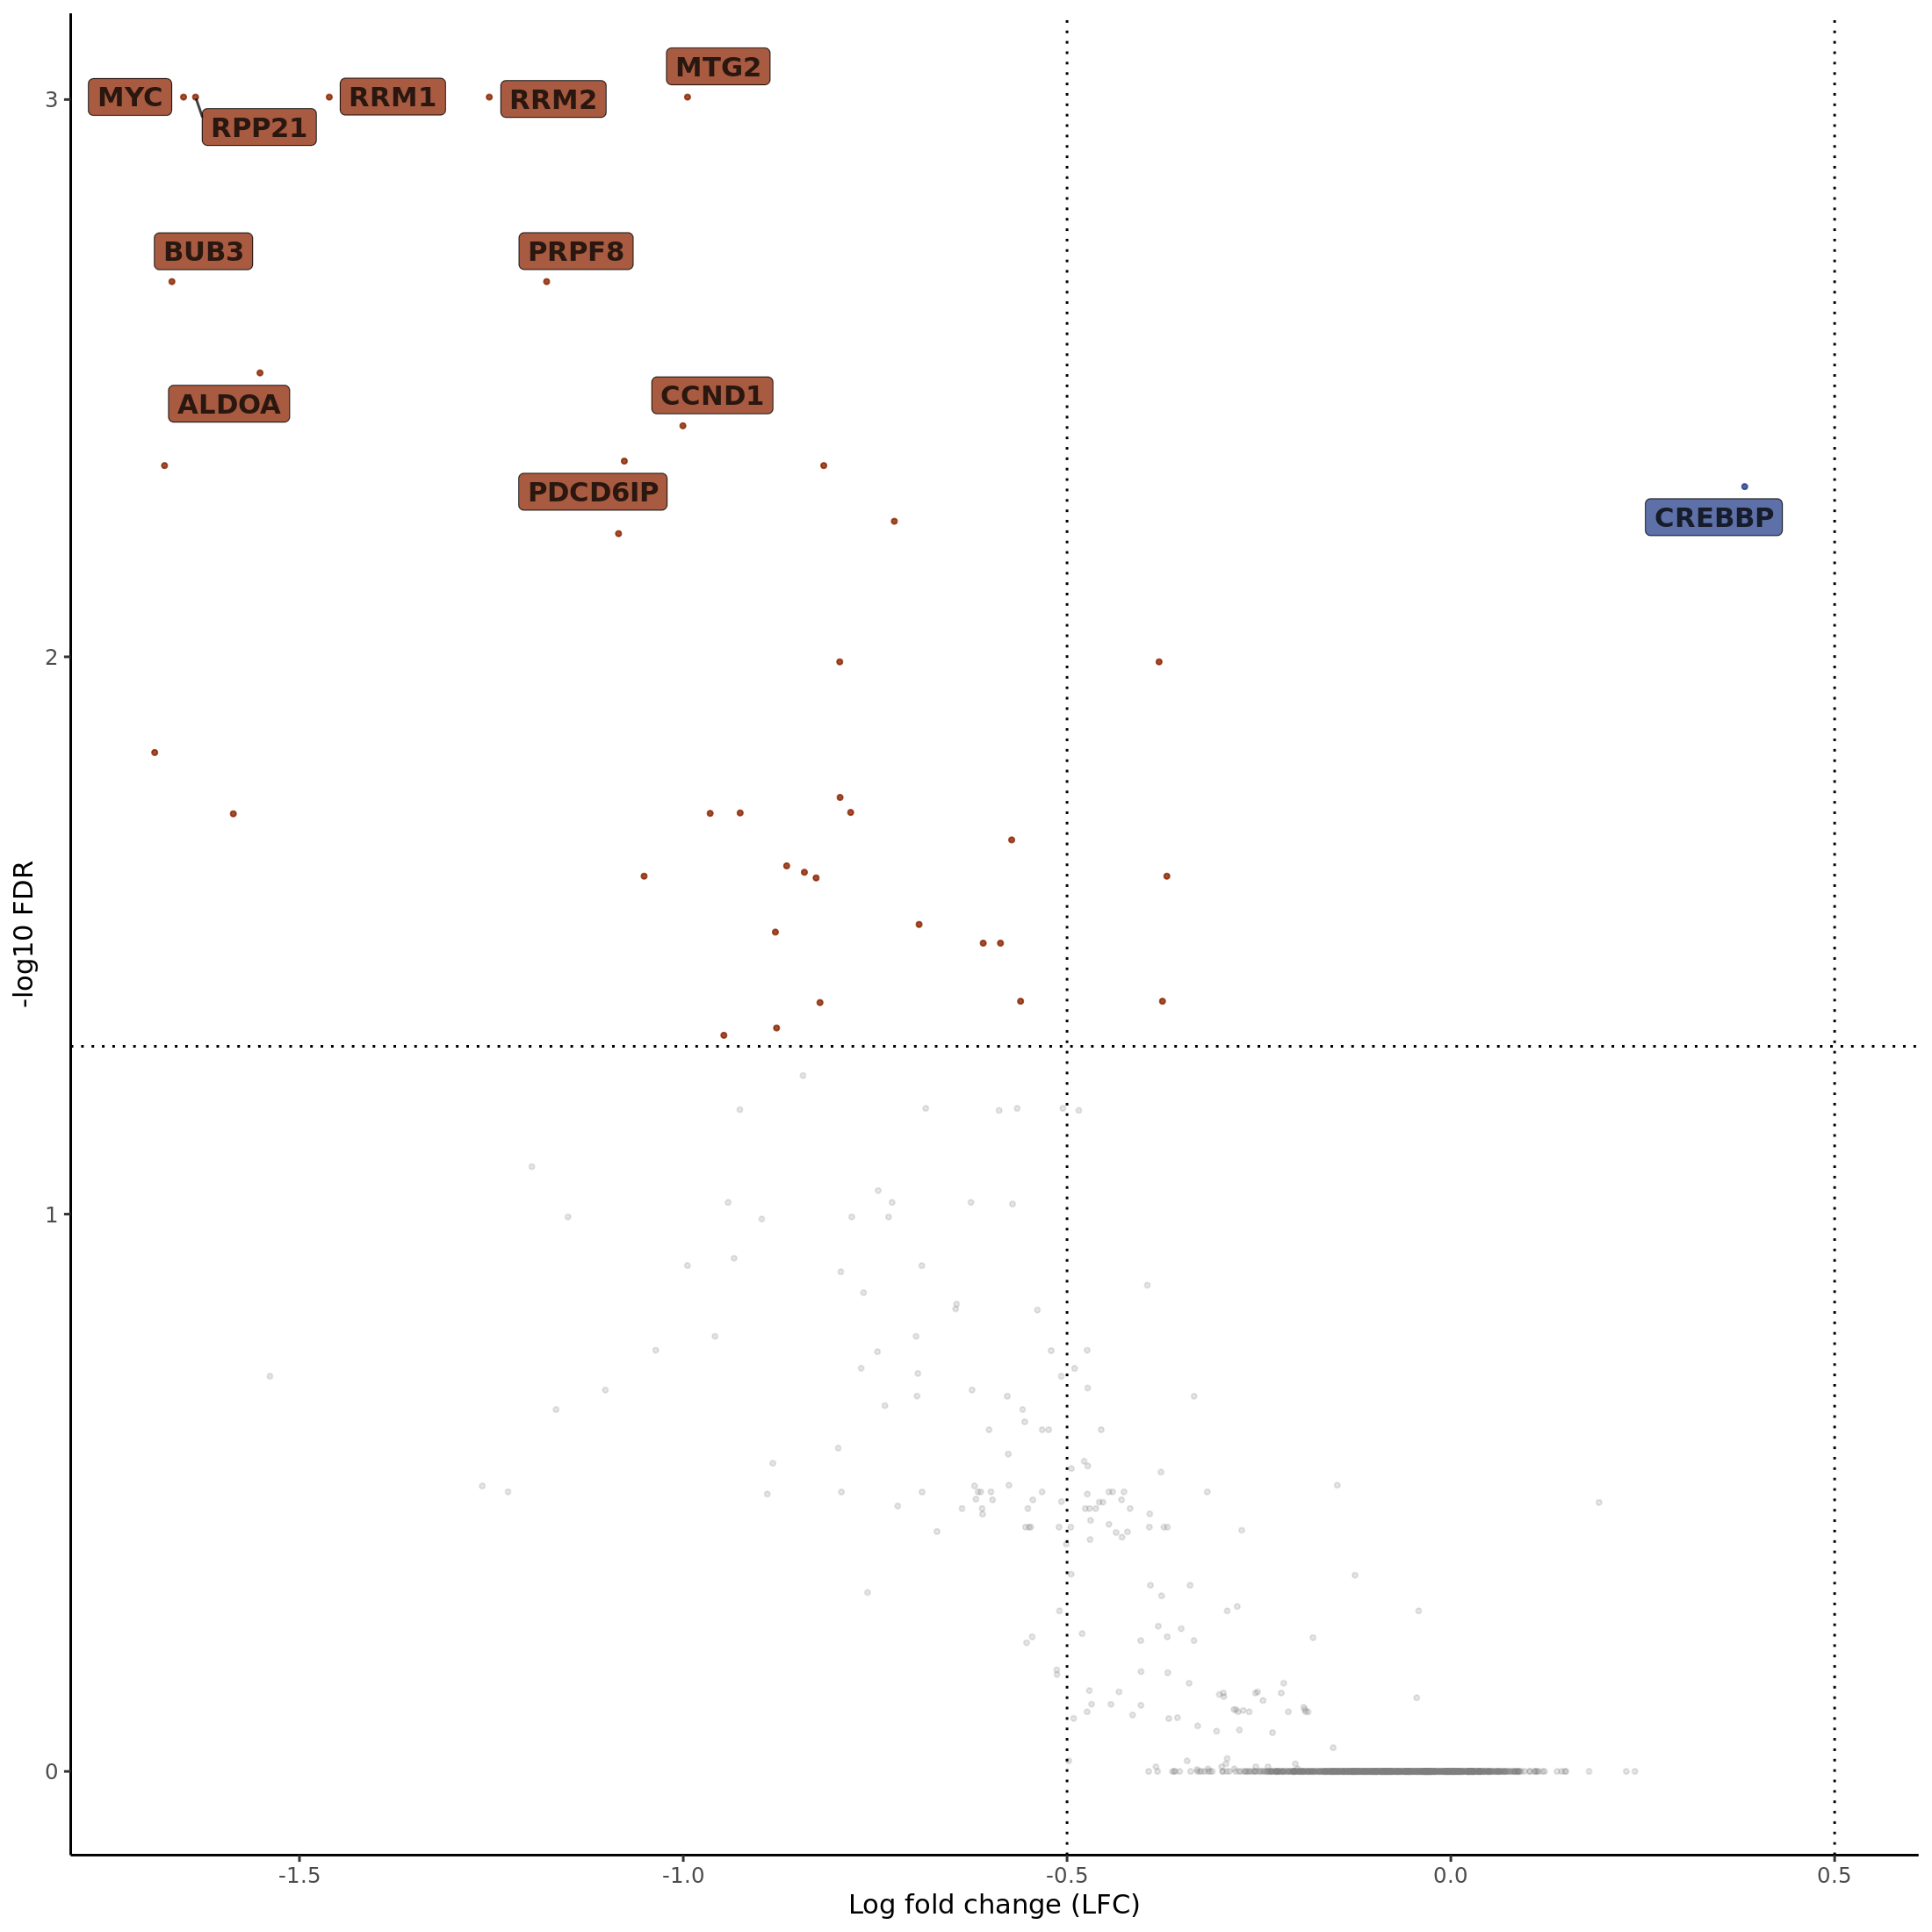 MTG2
MYC
RRM1
RRM2
3
RPP21
BUB3
PRPF8
CCND1
ALDOA
PDCD6IP
CREBBP
2
-log10 FDR
1
0
-1.5
-1.0
-0.5
0.0
0.5
Log fold change (LFC)